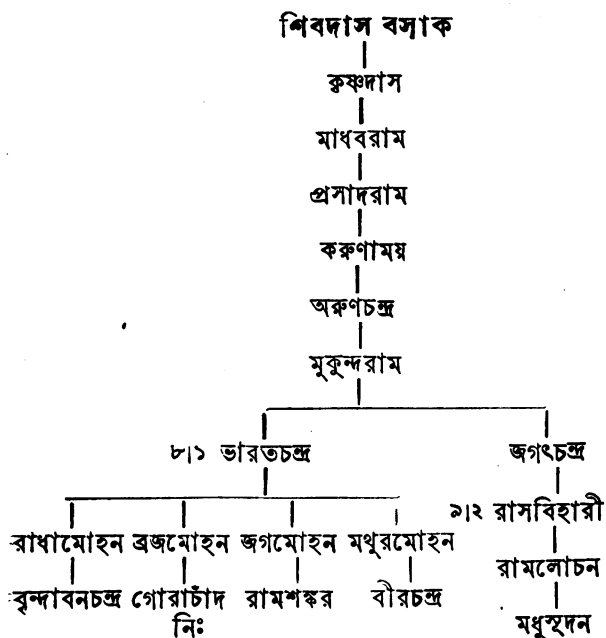 শিবদাস বসাক
কৃষ্ণদাস
মাধবরাম
প্রসাদরাম
করুণাময়
অরুণচন্দ্র
মুকুন্দরাম
৮।১ ভারতচন্দ্র জগৎচন্দ্র
৯।২ রাসবিহারী
রাধামোহন ব্রজমোহন জগমোহন মথুরমোহন
রামলোচন
বৃন্দাবনচন্দ্র গোরাচাঁদ রামশঙ্কর বীরচন্দ্র
নিঃ মধুসূদন